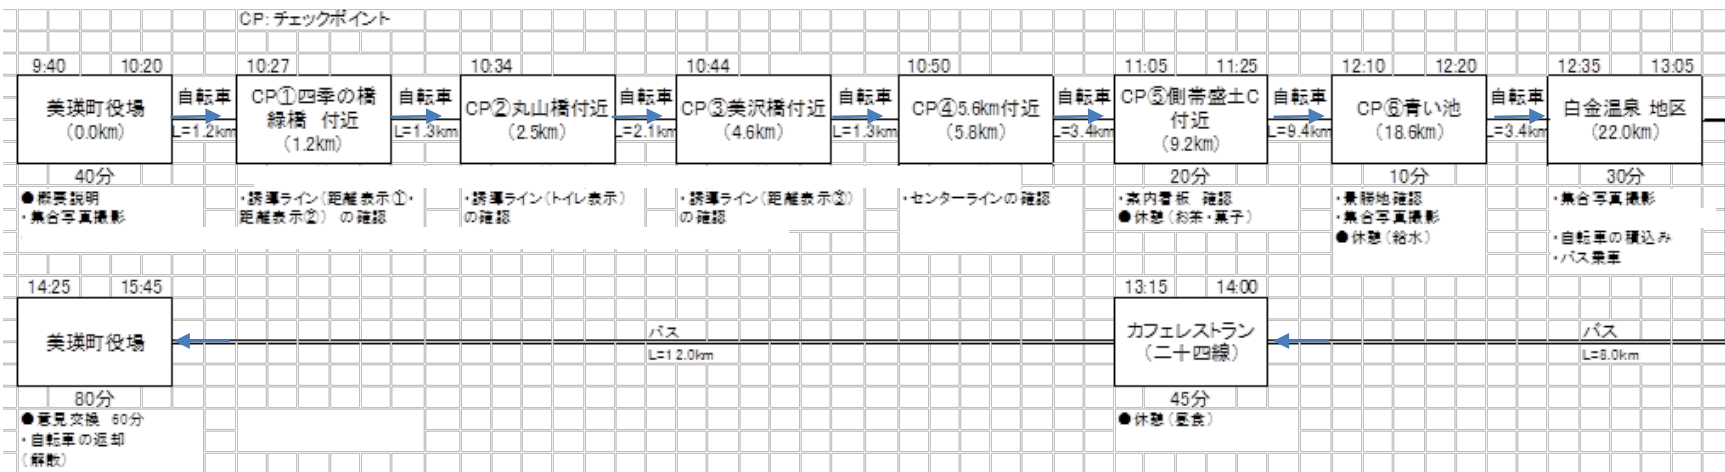 CP:チェックポイント
9:40 10:20 10:27 10:34 10:44 10:50 11:05 11:25 12:10 12:20 12:35 13:05
美瑛町役場
(0.0km)
自転車
L=1.2km
CP①四季の橋
緑橋 付近
(1.2km)
自転車
L=1.3km
CP②丸山橋付近
(2.5km)
自転車
L=2.1km
CP③美沢橋付近
(4.6km)
自転車
L=1.3km
CP④5.6km付近
(5.8km)
自転車
L=3.4km
CP⑤側帯盛土C
付近
(9.2km)
自転車
L=9.4km
CP⑥青い池
(18.6km)
自転車
L=3.4km
白金温泉 地区
(22.0km)
40分
●概要説明
・集合写真撮影
・誘導ライン(距離表示①・
距離表示②) の確認
・誘導ライン(トイレ表示)
の確認
・誘導ライン(距離表示③)
の確認
・センターラインの確認
20分
・案内看板 確認
●休憩(お茶・菓子)
10分
・景勝地確認
・集合写真撮影
●休憩(給水)
30分
・集合写真撮影
・自転車の積込み
・バス乗車
14:25 15:45 13:15 14:00
美瑛町役場
バス
L=12.0km
カフェレストラン
(二十四線)
バス
L=8.0km
80分
●意見交換 60分
・自転車の返却
(解散)
45分
●休憩(昼食)